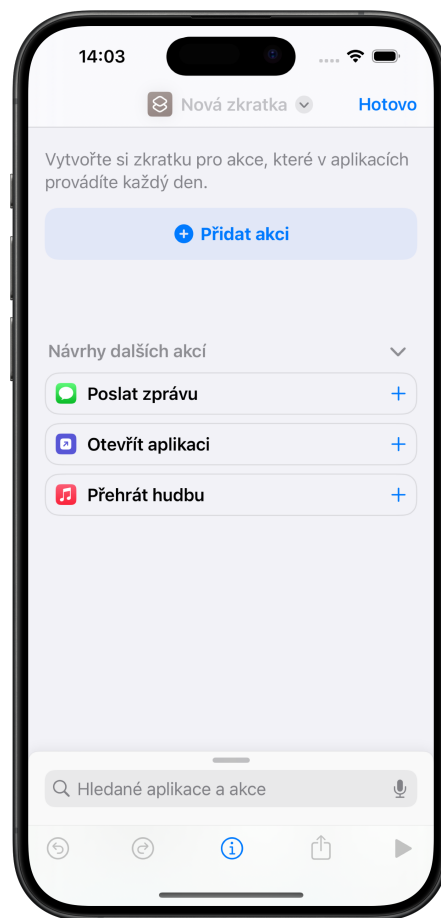 14:03
Nová zkratka
Hotovo
Vytvořte si zkratku pro akce, které v aplikacích
provádíte každý den.
Přidat akci
Návrhy dalších akcí
Poslat zprávu
Otevřít aplikaci
Přehrát hudbu
Hledané aplikace a akce